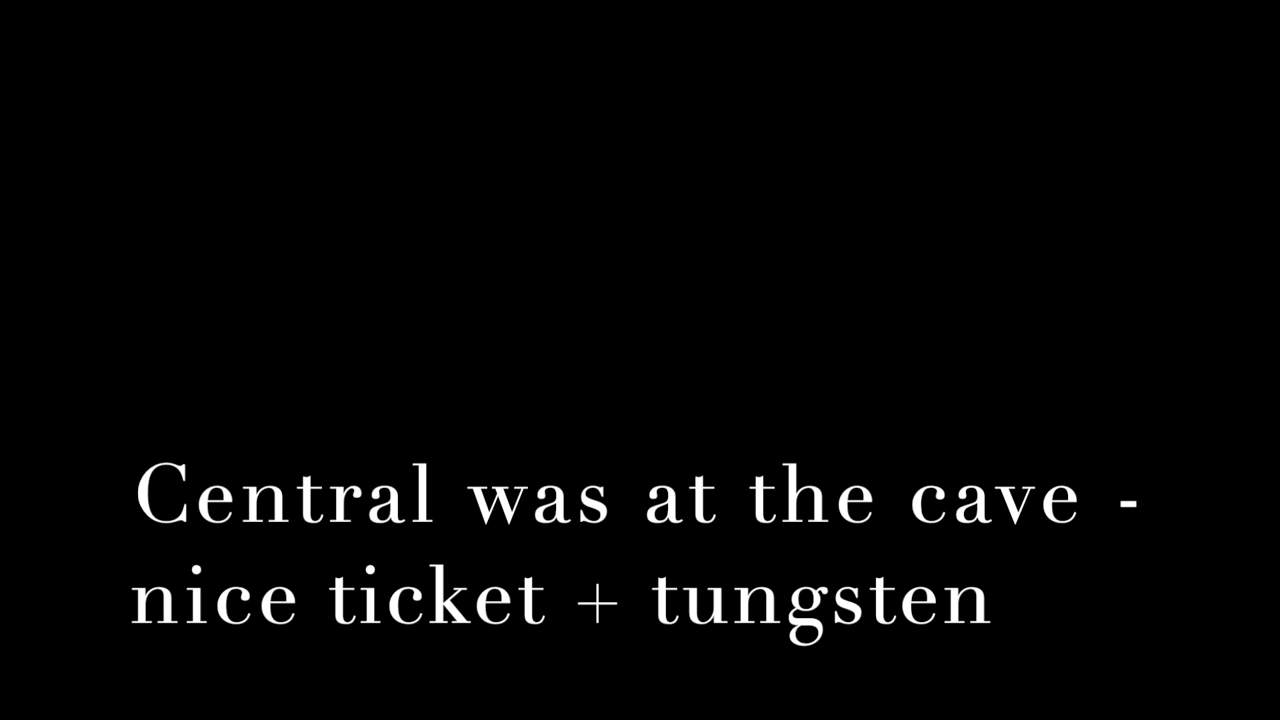 Central was at the cave -
nice ticket + tungsten